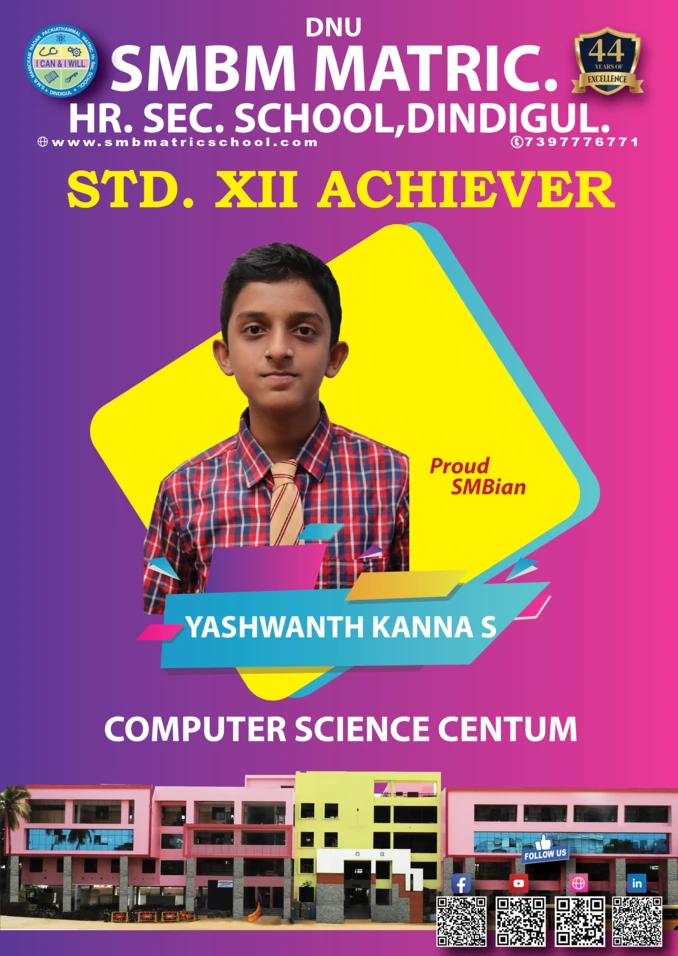 DNU
SMBM MATRIC.
HR. SEC. SCHOOL,DINDIGUL.
www.smbmatricschool.com
7397776771
I CAN & I WILL
DINDIGUL
44
YEARS OF
EXCELLENCE
STD. XII ACHIEVER
Proud
SMBian
YASHWANTH KANNA S
COMPUTER SCIENCE CENTUM
FOLLOW US
f
in